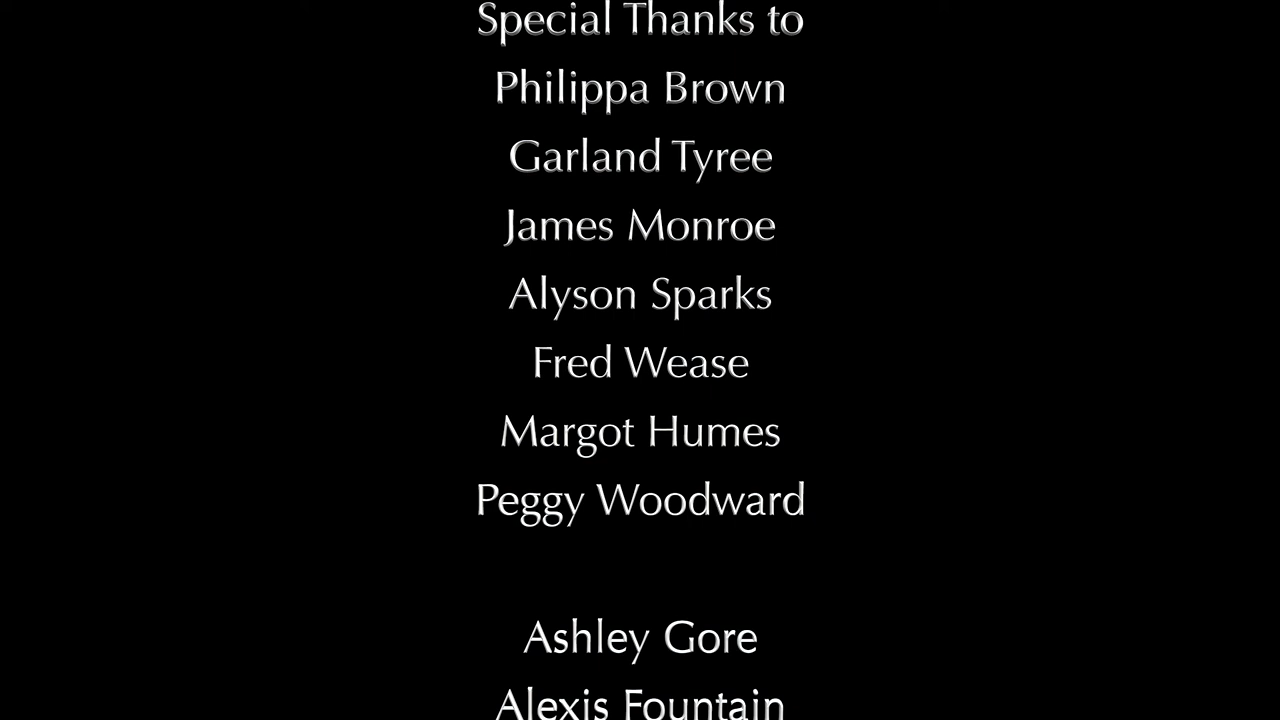 Special Thanks to
Philippa Brown
Garland Tyree
James Monroe
Alyson Sparks
Fred Wease
Margot Humes
Peggy Woodward
Ashley Gore
Alexis Fountain